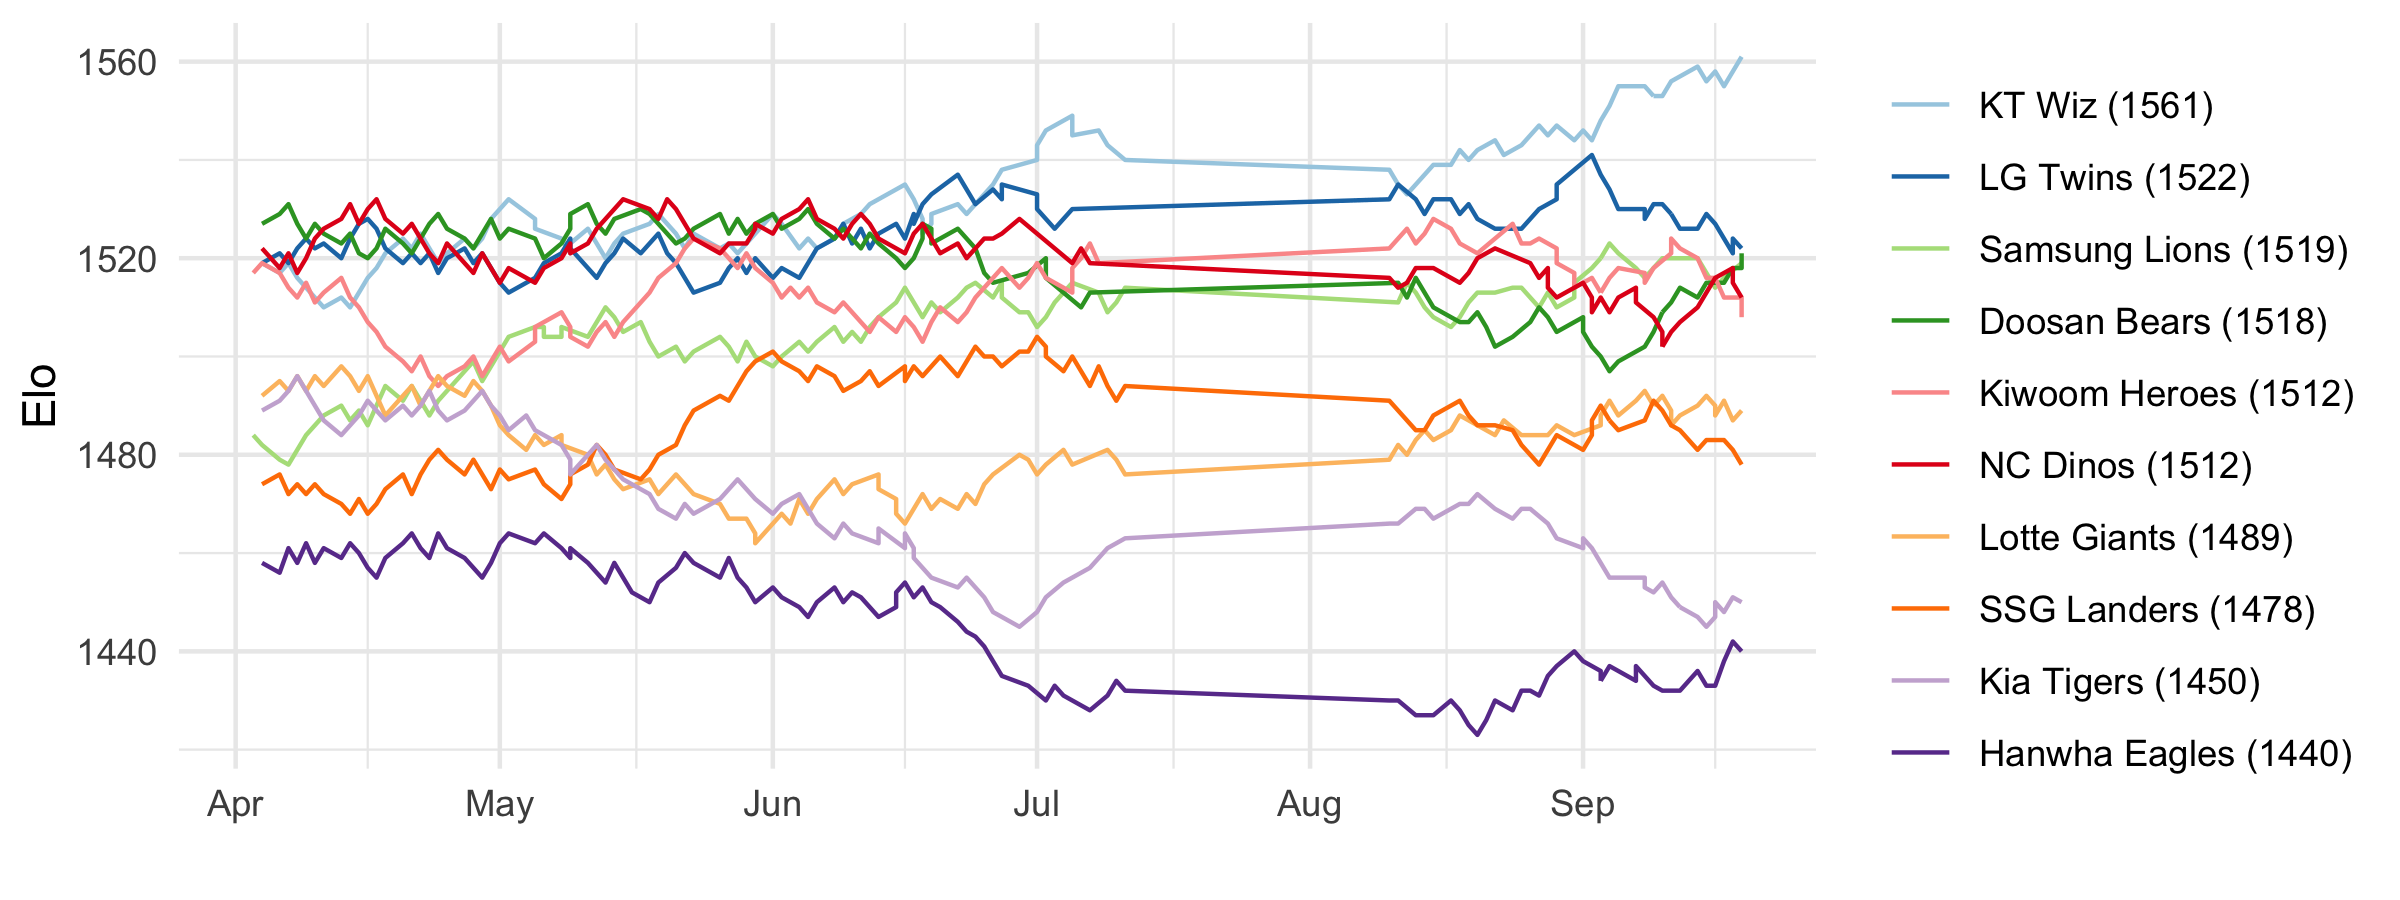 1560
1520
1480
1440
Elo
Apr May Jun Jul Aug Sep
KT Wiz (1561)
LG Twins (1522)
Samsung Lions (1519)
Doosan Bears (1518)
Kiwoom Heroes (1512)
NC Dinos (1512)
Lotte Giants (1489)
SSG Landers (1478)
Kia Tigers (1450)
Hanwha Eagles (1440)